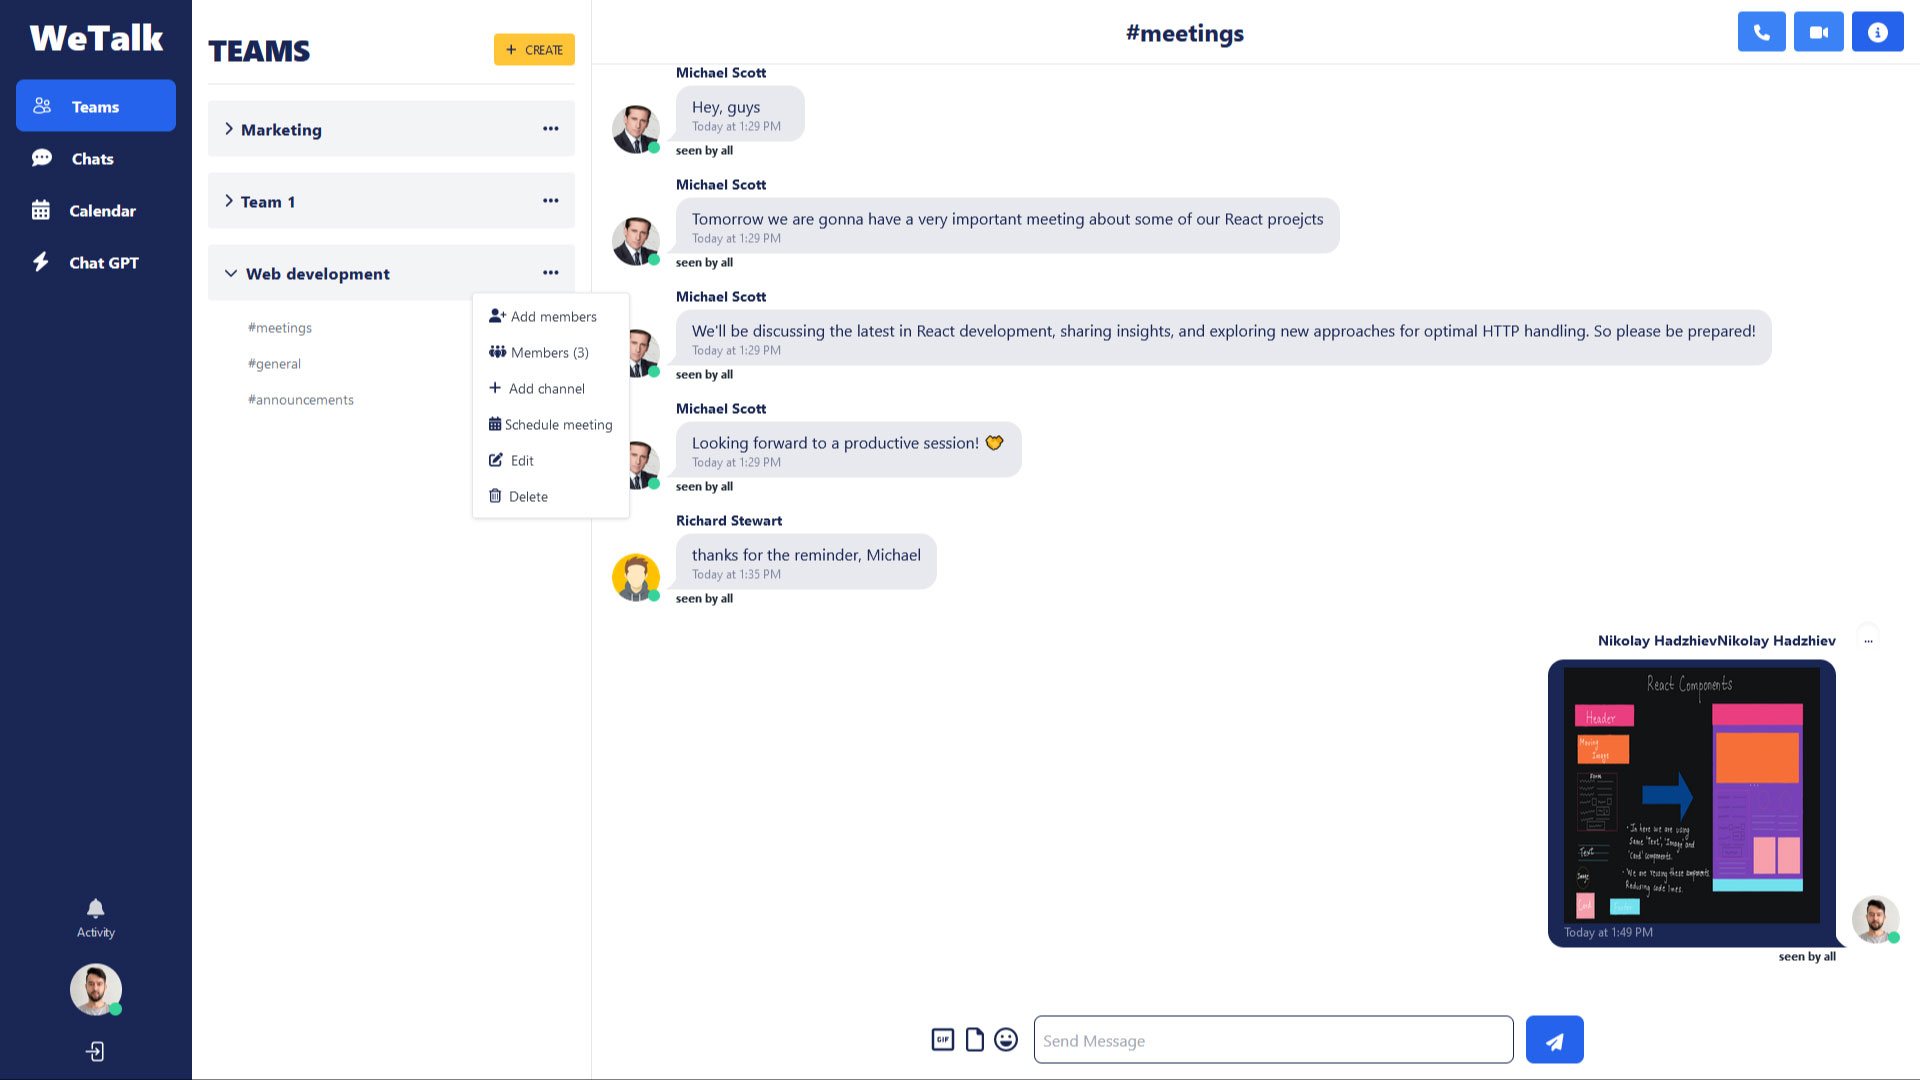 WeTalk
Teams
Chats
Calendar
Chat GPT
Activity
TEAMS
+ CREATE
Marketing
Team 1
Web development
#meetings
#general
#announcements
Add members
Members (3)
Add channel
Schedule meeting
Edit
Delete
#meetings
Michael Scott
Hey, guys
Today at 1:29 PM
seen by all
Michael Scott
Tomorrow we are gonna have a very important meeting about some of our React proejcts
Today at 1:29 PM
seen by all
Michael Scott
We'll be discussing the latest in React development, sharing insights, and exploring new approaches for optimal HTTP handling. So please be prepared!
Today at 1:29 PM
seen by all
Michael Scott
Looking forward to a productive session!
Today at 1:29 PM
seen by all
Richard Stewart
thanks for the reminder, Michael
Today at 1:35 PM
seen by all
Nikolay HadzhievNikolay Hadzhiev
React Components
Header
Moving
Image
Form
Text
Image
Card
Footer
· In here we are using
Same 'Text', 'Image' and
'Card' components.
· We are reusing these components
Reducing code lines.
Today at 1:49 PM
seen by all
GIF
Send Message